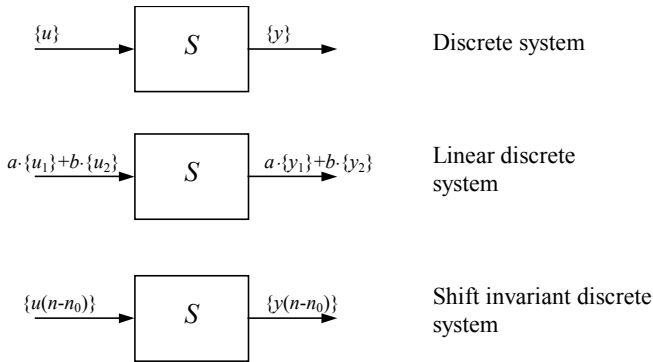 {u} S {y} Discrete system
a·{u₁}+b·{u₂} S a·{y₁}+b·{y₂} Linear discrete
system
{u(n-n₀)} S {y(n-n₀)} Shift invariant discrete
system